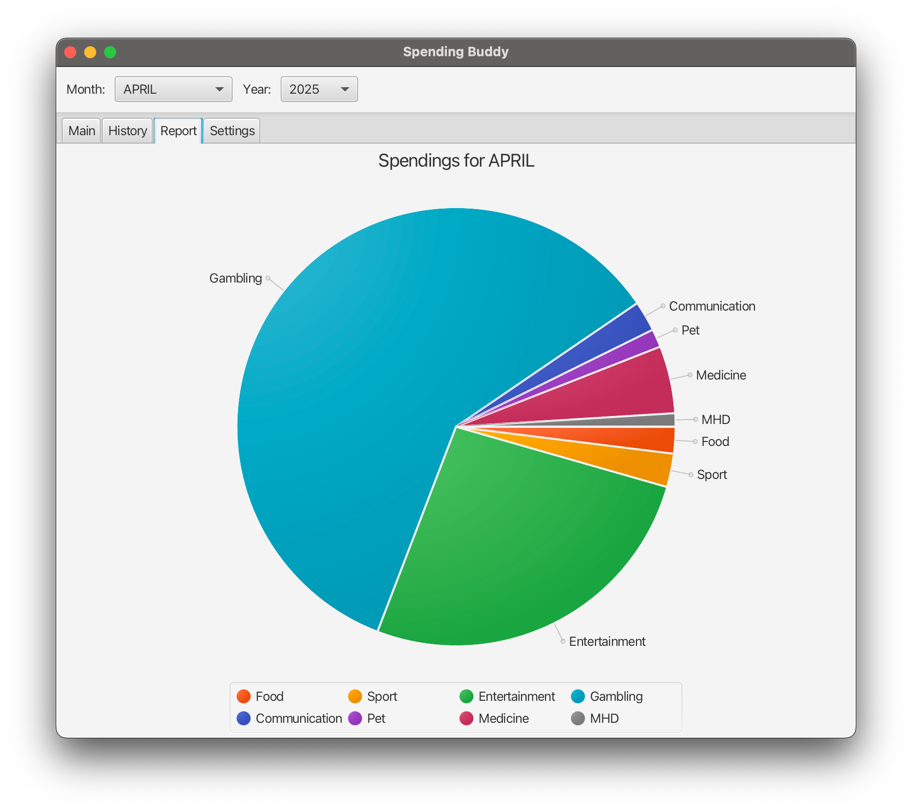 Spending Buddy
Month: APRIL Year: 2025
Main History Report Settings
Spendings for APRIL
Gambling
Communication
Pet
Medicine
MHD
Food
Sport
Entertainment
Food Sport Entertainment Gambling
Communication Pet Medicine MHD